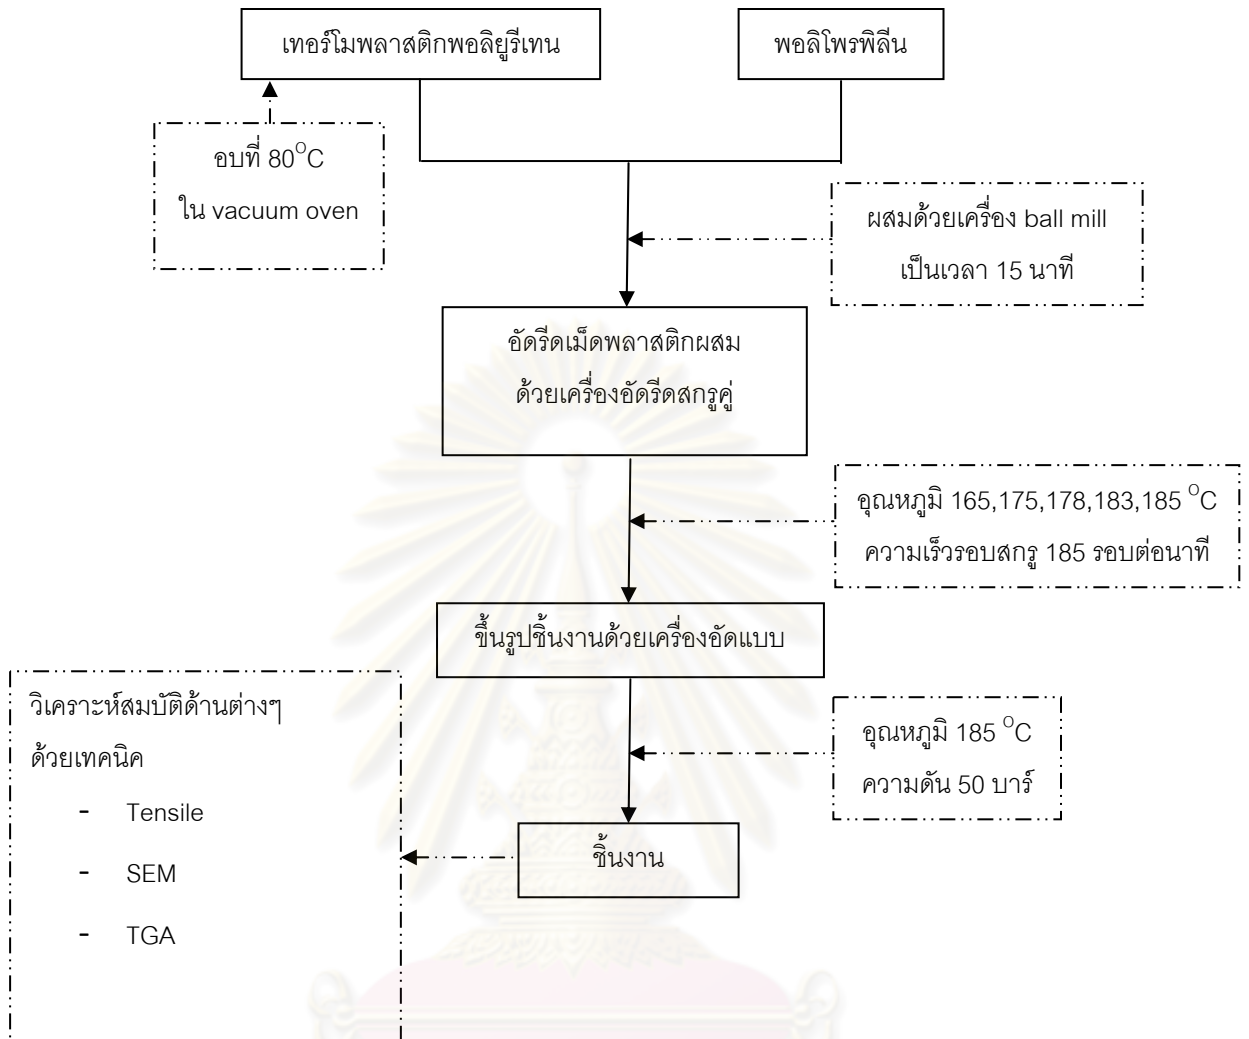 เทอร์โมพลาสติกพอลิยูรีเทน
พอลิโพรพิลีน
อบที่ 80°C
ใน vacuum oven
ผสมด้วยเครื่อง ball mill
เป็นเวลา 15 นาที
อัดรีดเม็ดพลาสติกผสม
ด้วยเครื่องอัดรีดสกรูคู่
อุณหภูมิ 165,175,178,183,185 °C
ความเร็วรอบสกรู 185 รอบต่อนาที
ขึ้นรูปชิ้นงานด้วยเครื่องอัดแบบ
วิเคราะห์สมบัติด้านต่างๆ
ด้วยเทคนิค
- Tensile
- SEM
- TGA
อุณหภูมิ 185 °C
ความดัน 50 บาร์
ชิ้นงาน